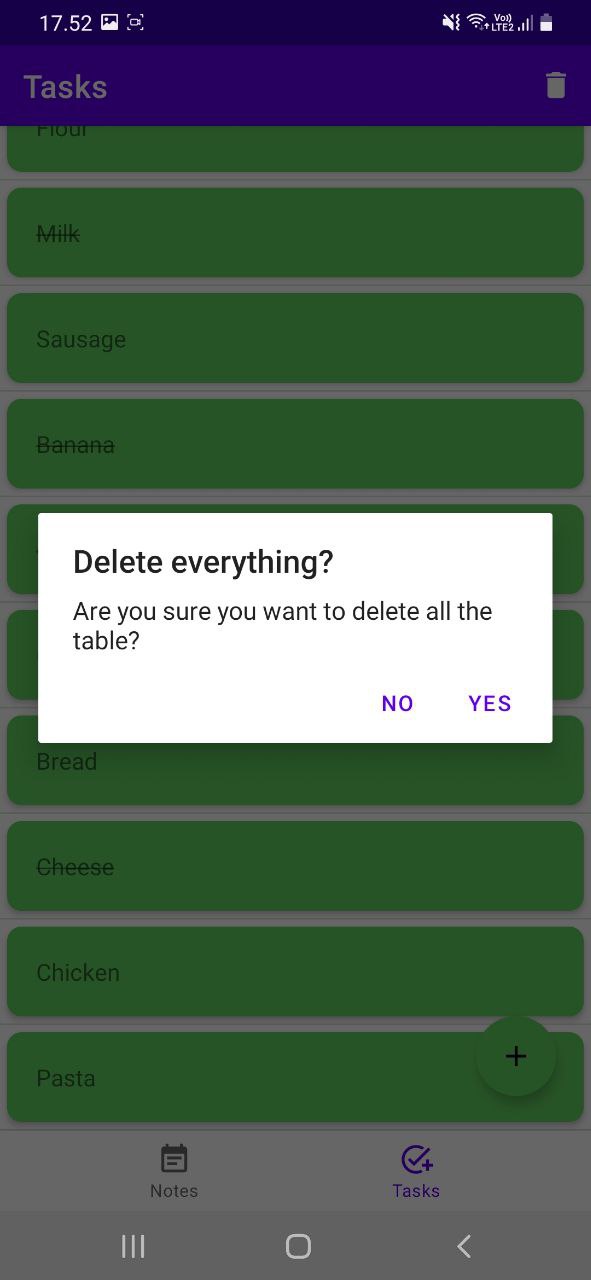 17.52
Vo))
LTE2
Tasks
Flour
Milk
Sausage
Banana
Delete everything?
Are you sure you want to delete all the
table?
NO YES
Bread
Cheese
Chicken
Pasta
Notes Tasks